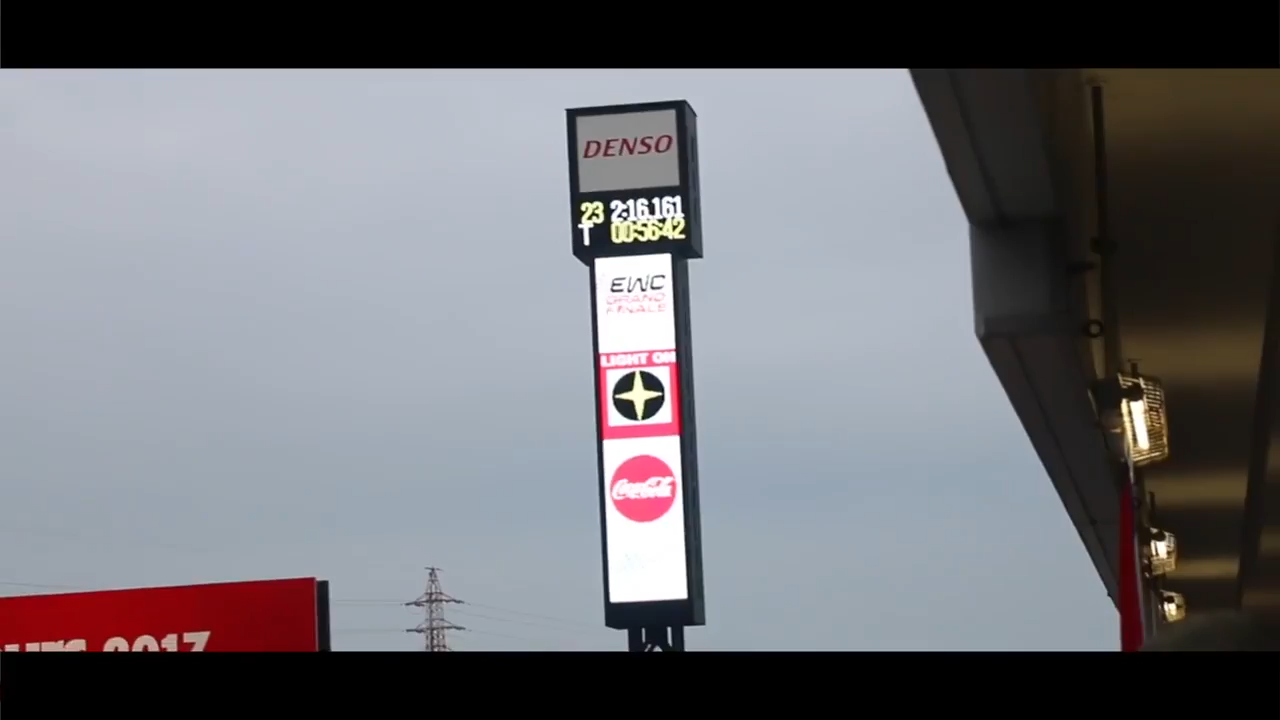 DENSO
23 2:16.161
T 00:56:42
EWC
GRAND
FINALE
LIGHT ON
Coca-Cola
2017